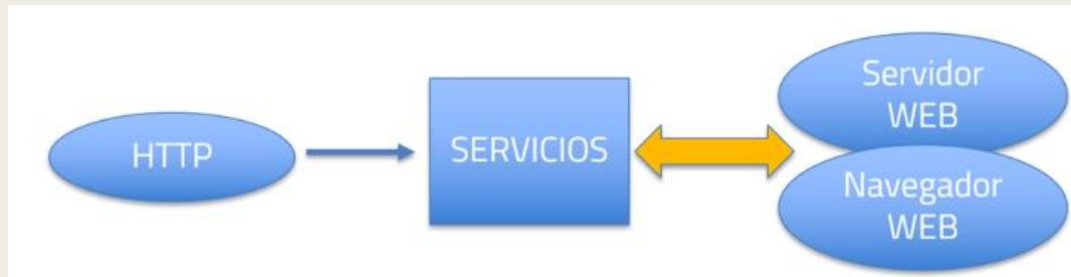 HTTP
SERVICIOS
Servidor
WEB
Navegador
WEB